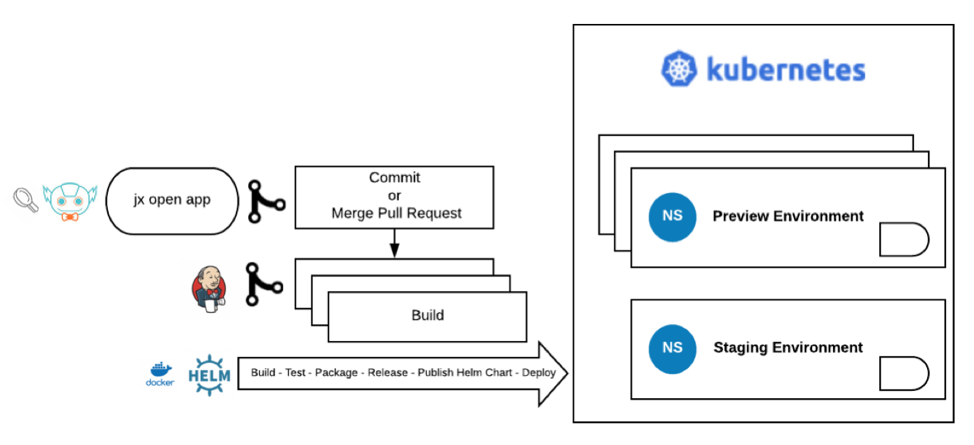 kubernetes
jx open app
Commit
or
Merge Pull Request
NS
Preview Environment
Build
NS
Staging Environment
docker
HELM
Build - Test - Package - Release - Publish Helm Chart - Deploy